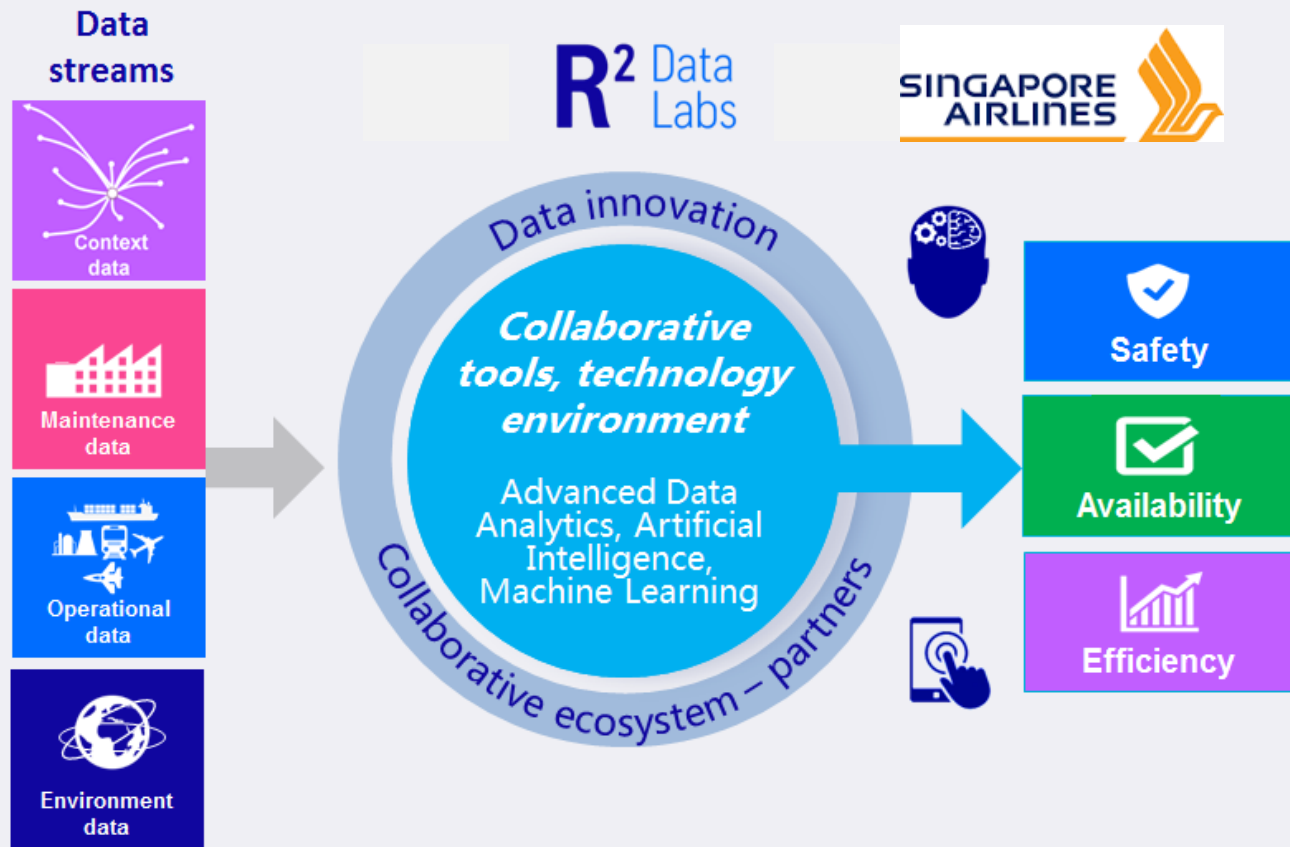 Data
streams
R² Data
Labs
SINGAPORE
AIRLINES
Context
data
Maintenance
data
Operational
data
Environment
data
Data innovation
Collaborative
tools, technology
environment
Advanced Data
Analytics, Artificial
Intelligence,
Machine Learning
Collaborative ecosystem – partners
Safety
Availability
Efficiency